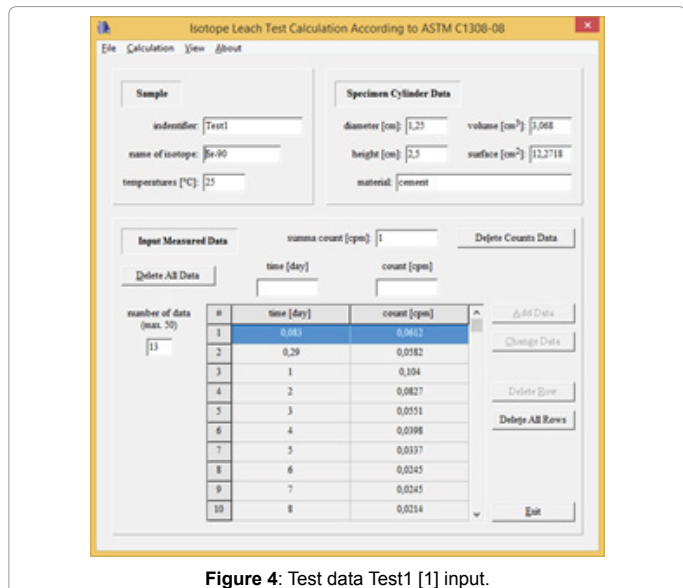 Isotope Leach Test Calculation According to ASTM C1308-08
File Calculation View About
Sample
indentifier: Test1
name of isotope: Se-90
temperatures [°C]: 25
Specimen Cylinder Data
diameter [cm]: 1,25 volume [cm³]: 3,068
height [cm]: 2,5 surface [cm²]: 12,2718
material: cement
Input Measured Data
summa count [cpm]: 1
Delete Counts Data
Delete All Data
time [day] count [cpm]
number of data
(max. 50)
13
# time [day] count [cpm]
1 0,083 0,0612
2 0,29 0,0582
3 1 0,104
4 2 0,0827
5 3 0,0551
6 4 0,0398
7 5 0,0337
8 6 0,0245
9 7 0,0245
10 8 0,0214
Add Data
Change Data
Delete Row
Delete All Rows
Exit
Figure 4: Test data Test1 [1] input.